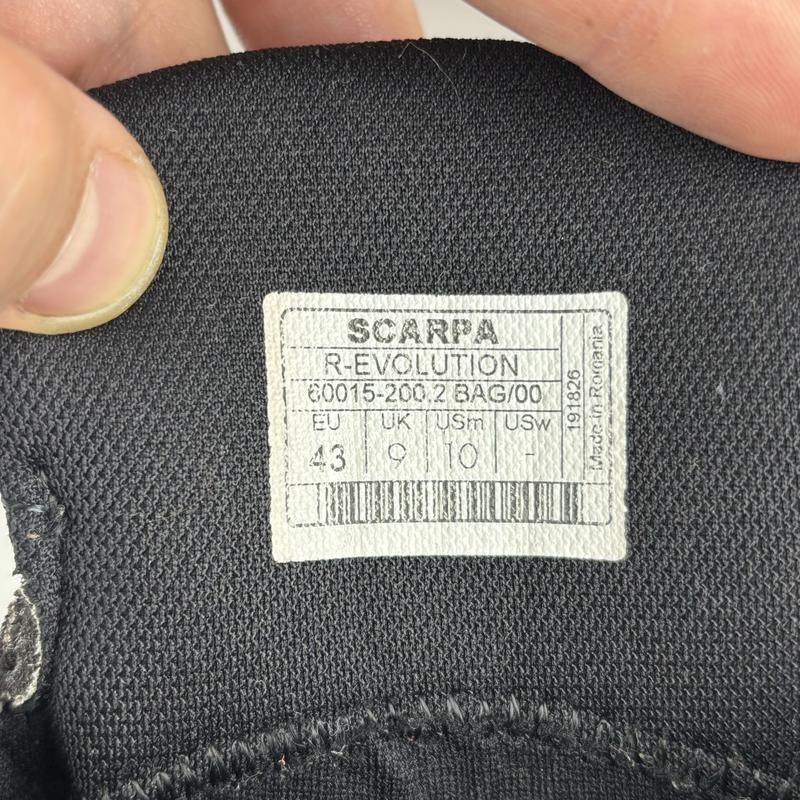 SCARPA
R-EVOLUTION
60015-200.2 BAG/00
EU UK USm USw
43 9 10 -
191826
Made in Romania